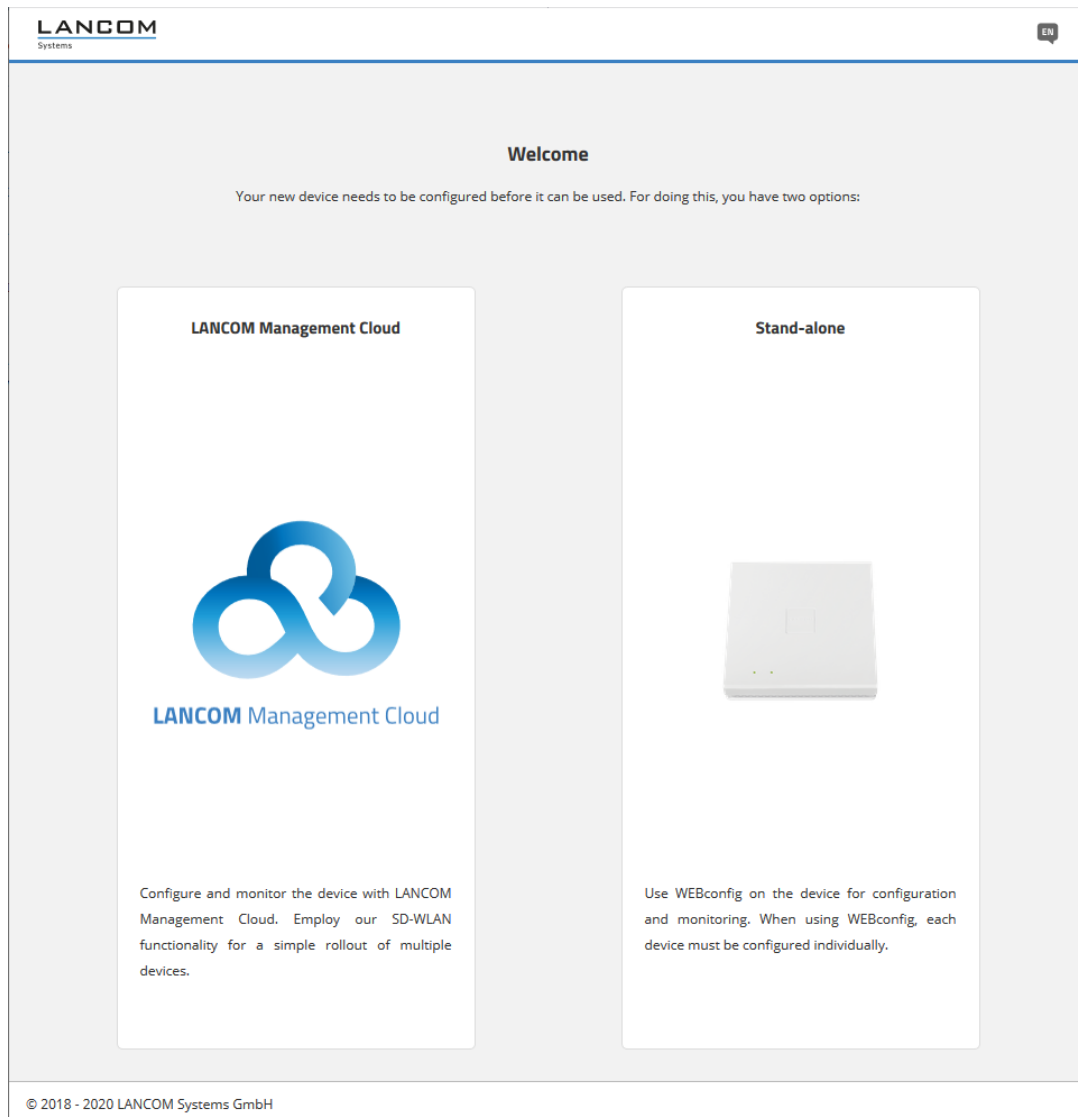 LANCOM
Systems
EN
Welcome
Your new device needs to be configured before it can be used. For doing this, you have two options:
LANCOM Management Cloud
LANCOM Management Cloud
Configure and monitor the device with LANCOM
Management Cloud. Employ our SD-WLAN
functionality for a simple rollout of multiple
devices.
Stand-alone
Use WEBconfig on the device for configuration
and monitoring. When using WEBconfig, each
device must be configured individually.
© 2018 - 2020 LANCOM Systems GmbH